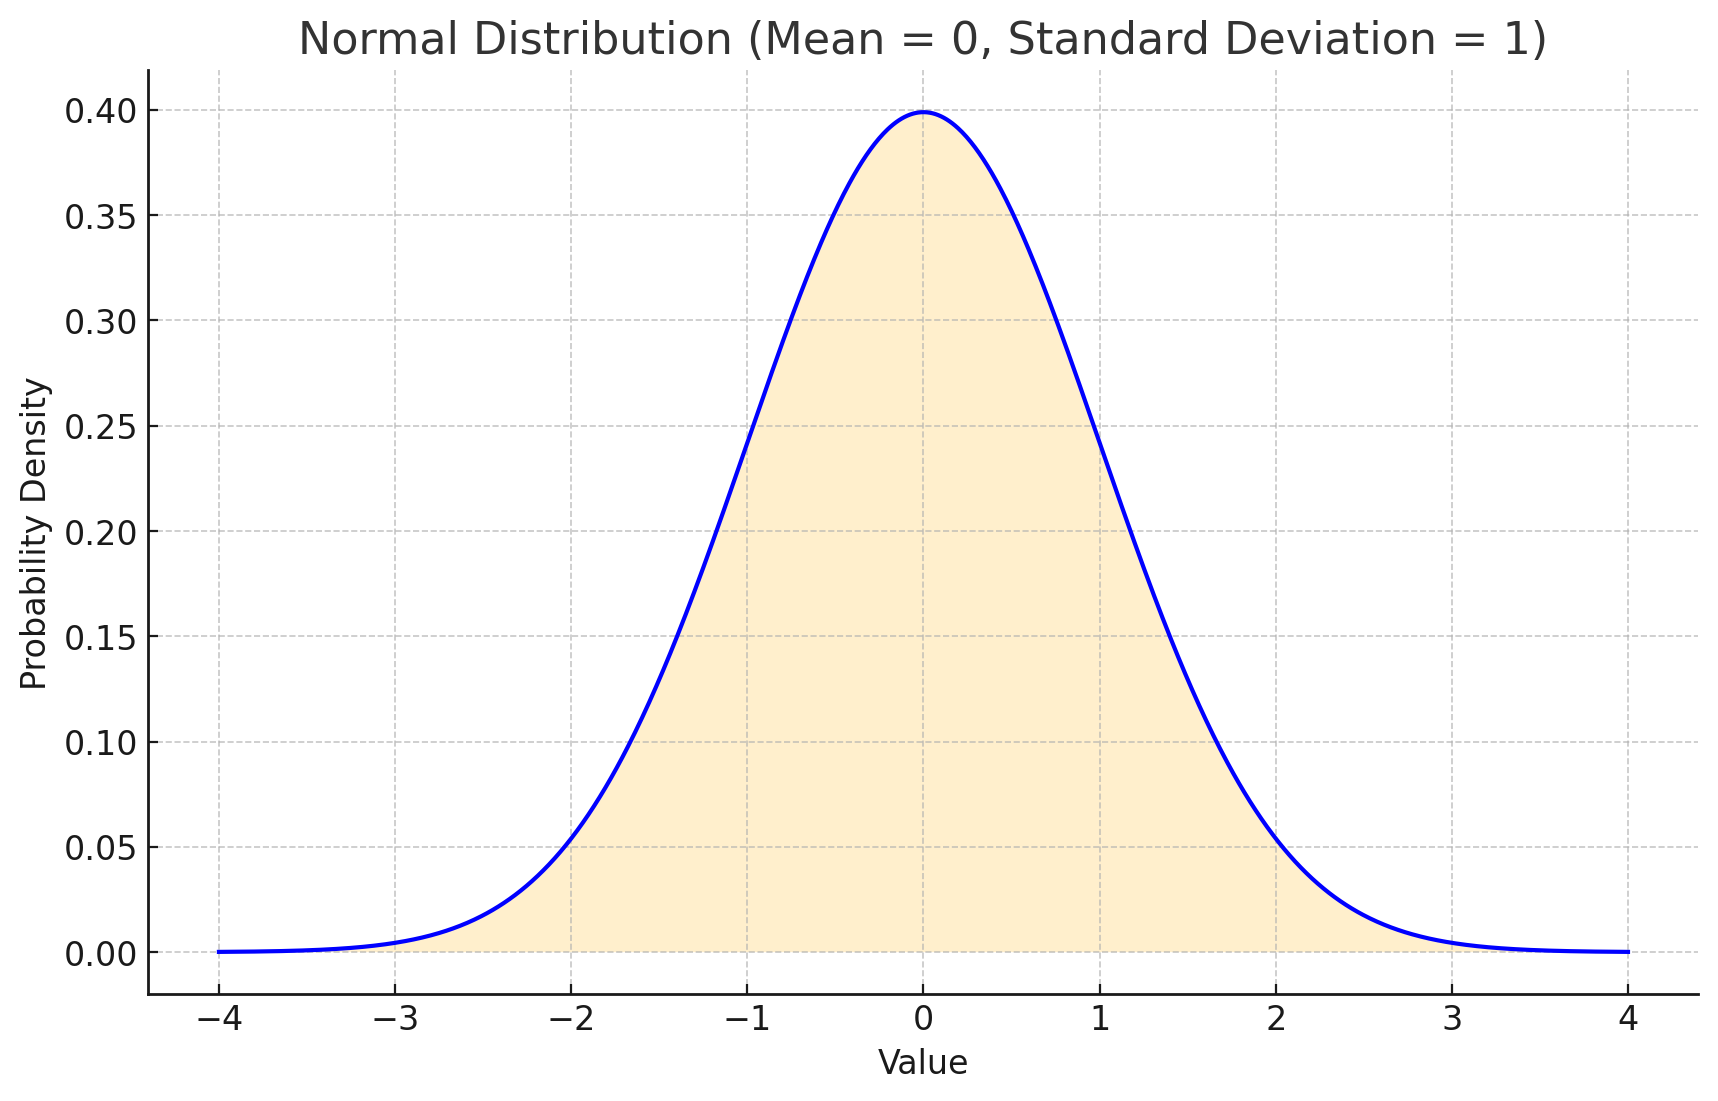 Normal Distribution (Mean = 0, Standard Deviation = 1)
Probability Density
0.40
0.35
0.30
0.25
0.20
0.15
0.10
0.05
0.00
−4 −3 −2 −1 0 1 2 3 4
Value